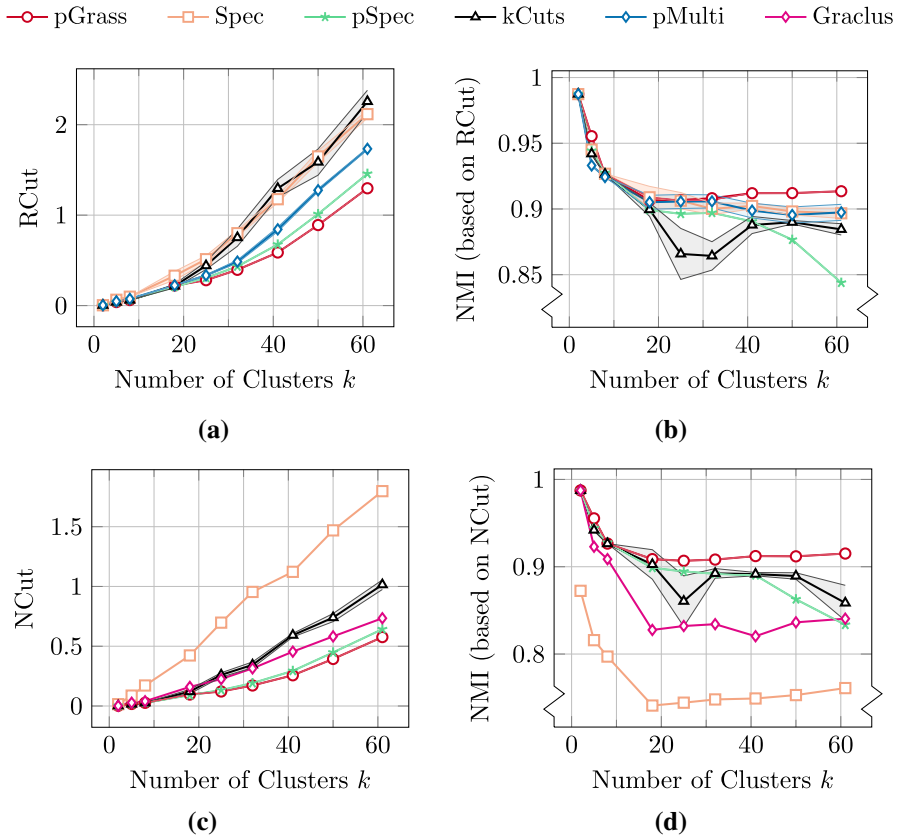 pGrass Spec pSpec kCuts pMulti Graclus
2
1
0
RCut
0 20 40 60
Number of Clusters k
(a)
1
0.95
0.9
0.85
NMI (based on RCut)
0 20 40 60
Number of Clusters k
(b)
1.5
1
0.5
0
NCut
0 20 40 60
Number of Clusters k
(c)
1
0.9
0.8
NMI (based on NCut)
0 20 40 60
Number of Clusters k
(d)